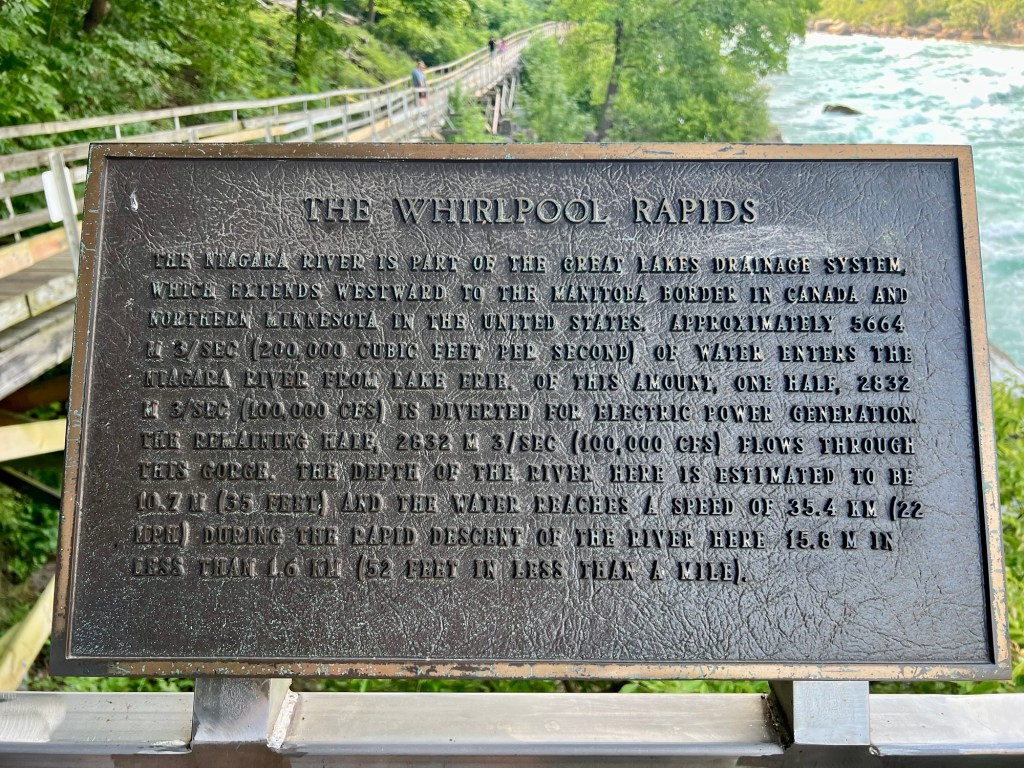 THE WHIRLPOOL RAPIDS
THE NIAGARA RIVER IS PART OF THE GREAT LAKES DRAINAGE SYSTEM,
WHICH EXTENDS WESTWARD TO THE MANITOBA BORDER IN CANADA AND
NORTHERN MINNESOTA IN THE UNITED STATES. APPROXIMATELY 5664
M 3/SEC (200,000 CUBIC FEET PER SECOND) OF WATER ENTERS THE
NIAGARA RIVER FROM LAKE ERIE. OF THIS AMOUNT, ONE HALF, 2832
M 3/SEC (100,000 CFS) IS DIVERTED FOR ELECTRIC POWER GENERATION.
THE REMAINING HALF, 2832 M 3/SEC (100,000 CFS) FLOWS THROUGH
THIS GORGE. THE DEPTH OF THE RIVER HERE IS ESTIMATED TO BE
10.7 M (35 FEET) AND THE WATER REACHES A SPEED OF 35.4 KM (22
MPH) DURING THE RAPID DESCENT OF THE RIVER HERE 15.8 M IN
LESS THAN 1.6 KM (52 FEET IN LESS THAN A MILE).